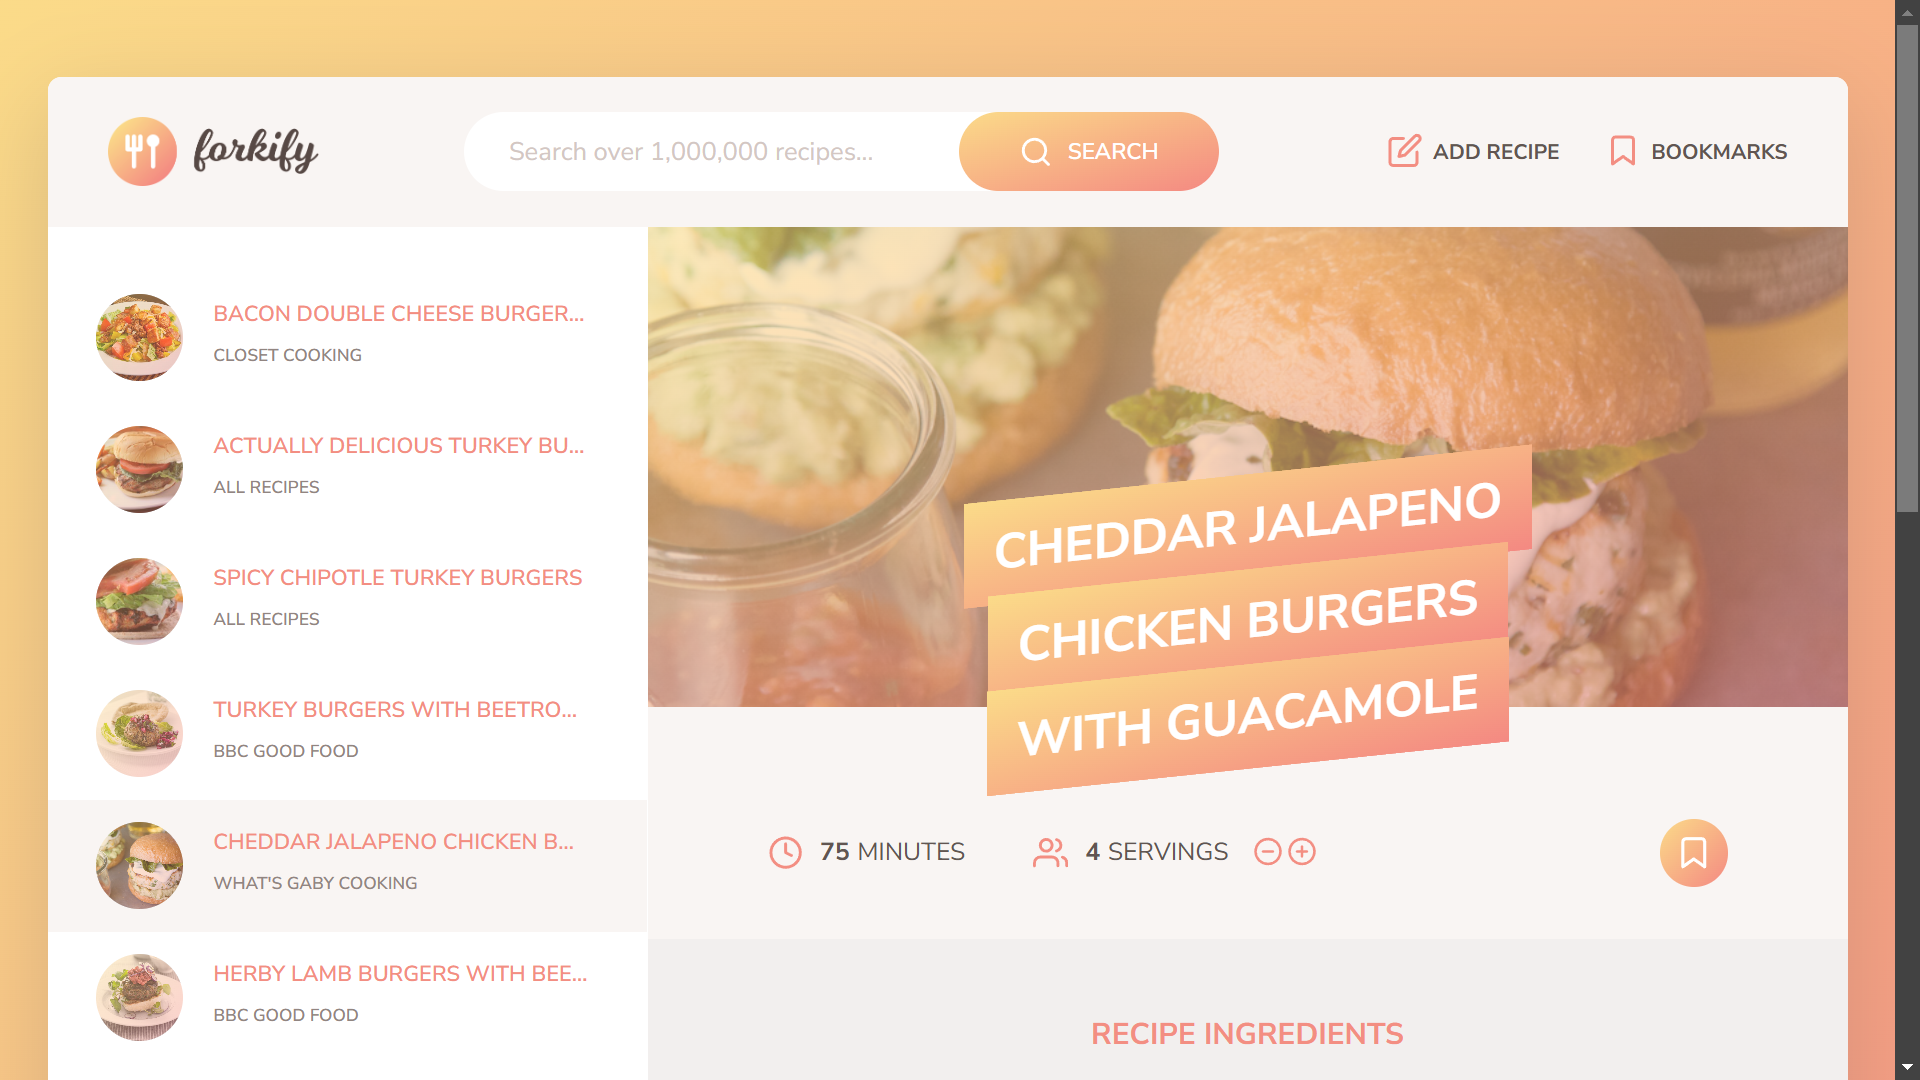 forkify
Search over 1,000,000 recipes...
SEARCH
ADD RECIPE
BOOKMARKS
BACON DOUBLE CHEESE BURGER...
CLOSET COOKING
ACTUALLY DELICIOUS TURKEY BU...
ALL RECIPES
SPICY CHIPOTLE TURKEY BURGERS
ALL RECIPES
TURKEY BURGERS WITH BEETRO...
BBC GOOD FOOD
CHEDDAR JALAPENO CHICKEN B...
WHAT'S GABY COOKING
HERBY LAMB BURGERS WITH BEE...
BBC GOOD FOOD
CHEDDAR JALAPENO
CHICKEN BURGERS
WITH GUACAMOLE
75 MINUTES
4 SERVINGS
RECIPE INGREDIENTS